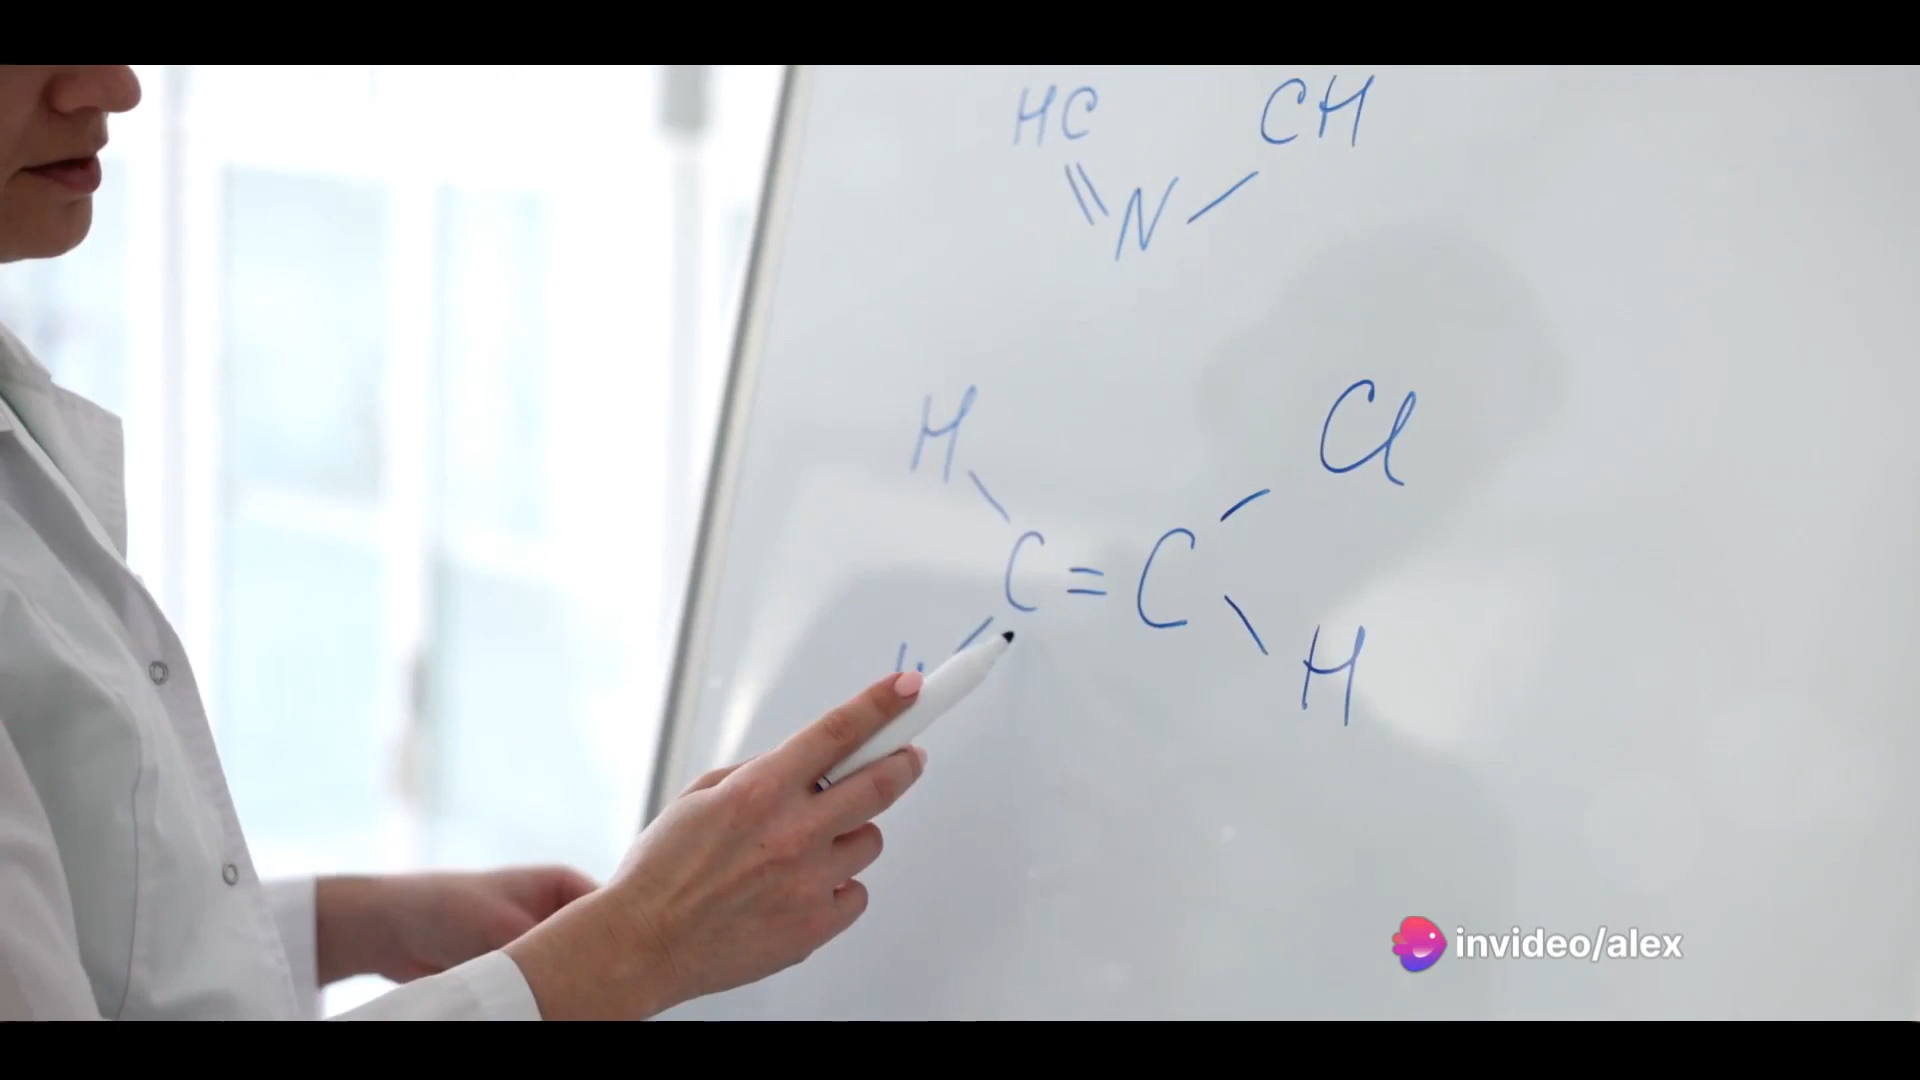 HC CH
N
H Cl
C = C
H
invideo/alex